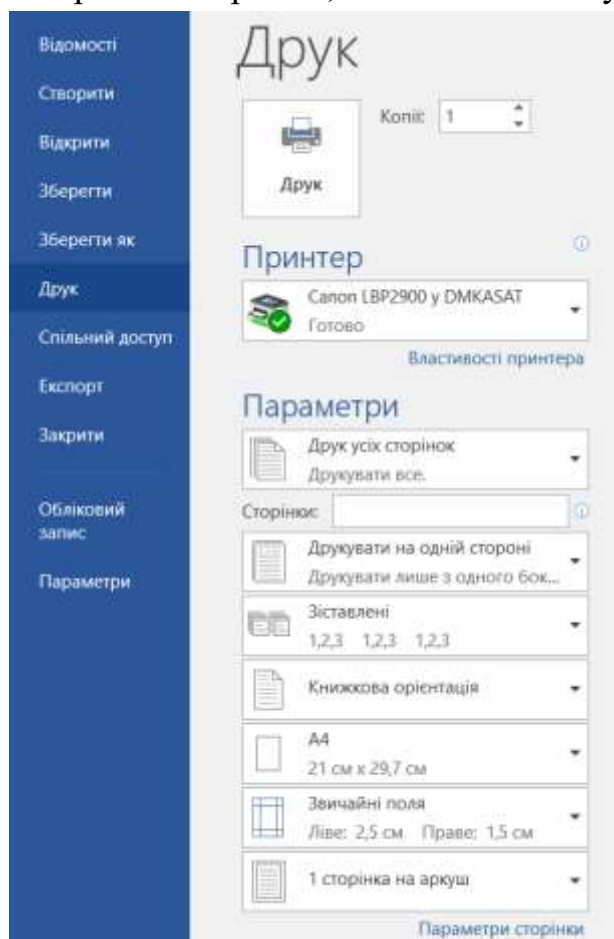 Відомості
Створити
Відкрити
Зберегти
Зберегти як
Друк
Спільний доступ
Експорт
Закрити
Обліковий
запис
Параметри
Друк
Копії: 1
Друк
Принтер
Canon LBP2900 у DMKASAT
Готово
Властивості принтера
Параметри
Друк усіх сторінок
Друкувати все.
Сторінки:
Друкувати на одній стороні
Друкувати лише з одного бок...
Зіставлені
1,2,3 1,2,3 1,2,3
Книжкова орієнтація
A4
21 см x 29,7 см
Звичайні поля
Ліве: 2,5 см Праве: 1,5 см
1 сторінка на аркуш
Параметри сторінки